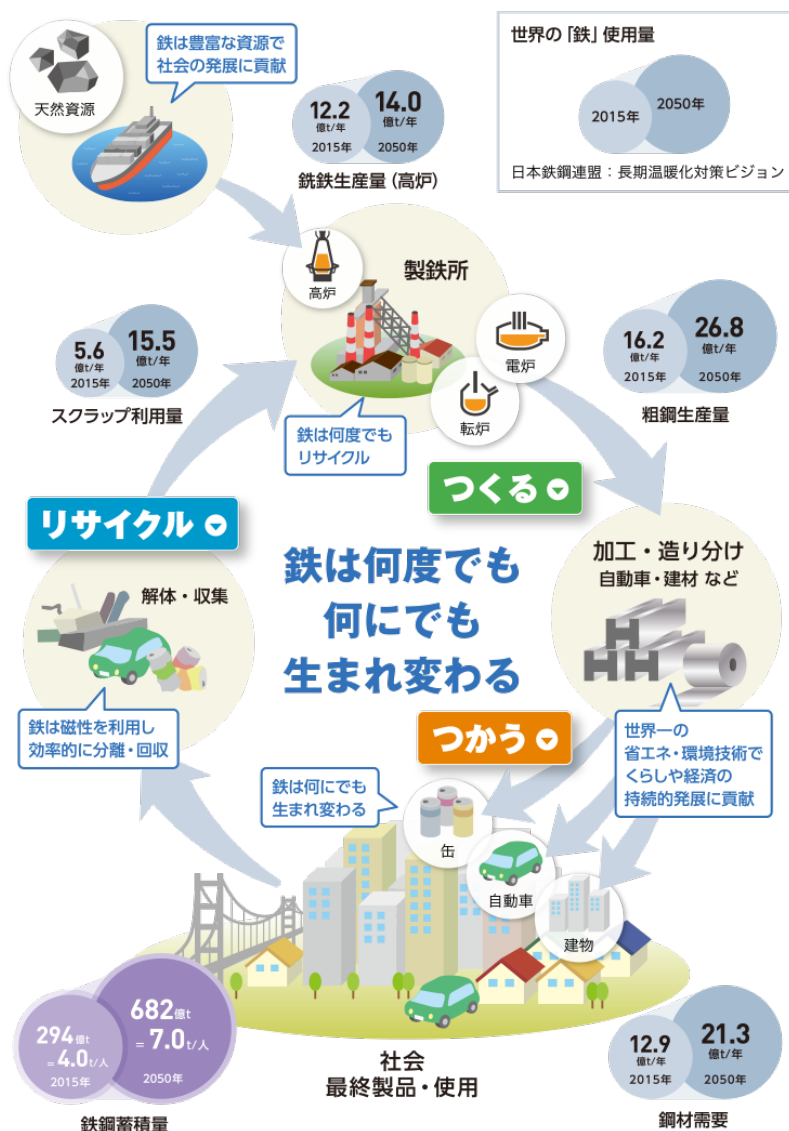 天然資源
鉄は豊富な資源で
社会の発展に貢献
12.2
億t/年
2015年
14.0
億t/年
2050年
銑鉄生産量(高炉)
世界の「鉄」使用量
2015年
2050年
日本鉄鋼連盟:長期温暖化対策ビジョン
高炉
製鉄所
電炉
転炉
5.6
億t/年
2015年
15.5
億t/年
2050年
スクラップ利用量
16.2
億t/年
2015年
26.8
億t/年
2050年
粗鋼生産量
鉄は何度でも
リサイクル
つくる
リサイクル
解体・収集
鉄は何度でも
何にでも
生まれ変わる
加工・造り分け
自動車・建材 など
鉄は磁性を利用し
効率的に分離・回収
つかう
世界一の
省エネ・環境技術で
くらしや経済の
持続的発展に貢献
鉄は何にでも
生まれ変わる
缶
自動車
建物
294億t
=4.0t/人
2015年
682億t
=7.0t/人
2050年
鉄鋼蓄積量
社会
最終製品・使用
12.9
億t/年
2015年
21.3
億t/年
2050年
鋼材需要